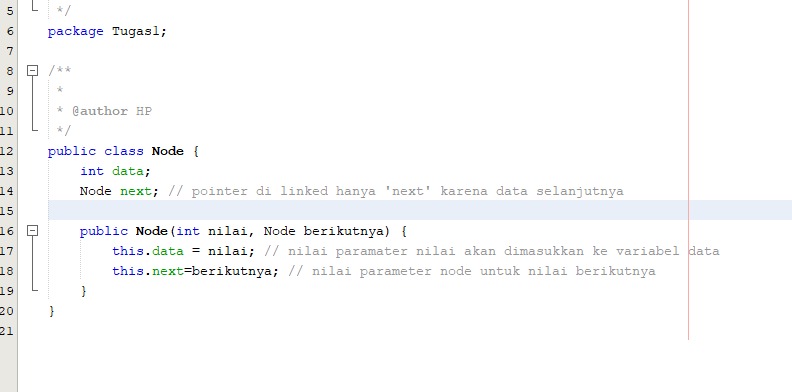 5 */
6 package Tugas1;
7
8 /**
9 *
10 * @author HP
11 */
12 public class Node {
13 int data;
14 Node next; // pointer di linked hanya 'next' karena data selanjutnya
15
16 public Node(int nilai, Node berikutnya) {
17 this.data = nilai; // nilai paramater nilai akan dimasukkan ke variabel data
18 this.next=berikutnya; // nilai parameter node untuk nilai berikutnya
19 }
20 }
21